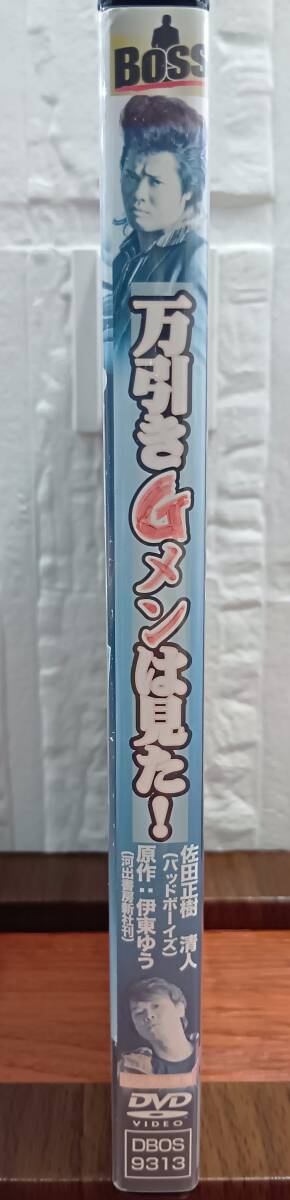 BOSS
万引きGメンは見た!
佐田正樹 清人
(バッドボーイズ)
原作:伊東ゆう
(河出書房新社刊)
DVD
VIDEO
DBOS
9313